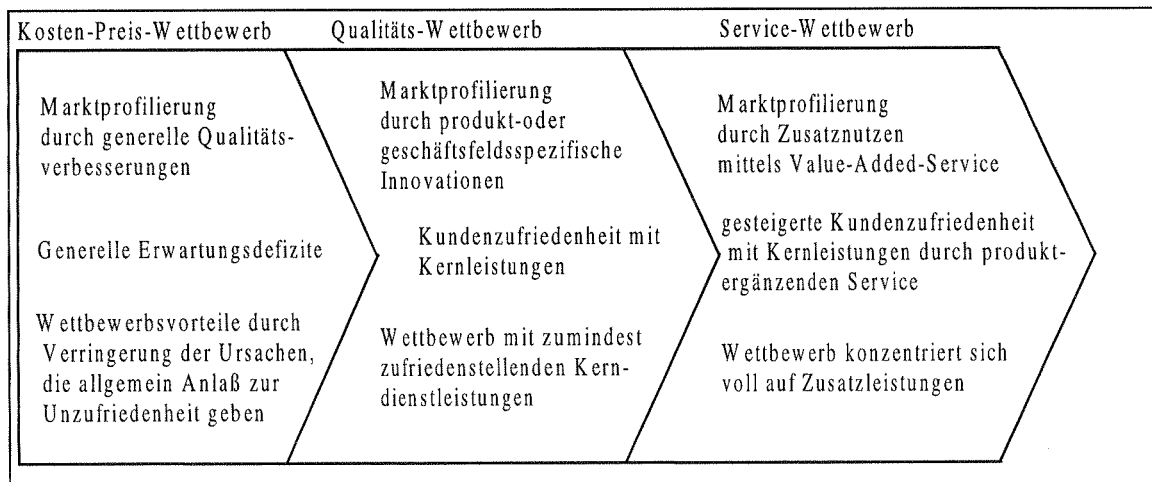 Kosten-Preis-Wettbewerb
Qualitäts-Wettbewerb
Service-Wettbewerb
Marktprofilierung
durch generelle Qualitäts-
verbesserungen
Generelle Erwartungsdefizite
Wettbewerbsvorteile durch
Verringerung der Ursachen,
die allgemein Anlaß zur
Unzufriedenheit geben
Marktprofilierung
durch produkt-oder
geschäftsfeldsspezifische
Innovationen
Kundenzufriedenheit mit
Kernleistungen
Wettbewerb mit zumindest
zufriedenstellenden Kern-
dienstleistungen
Marktprofilierung
durch Zusatznutzen
mittels Value-Added-Service
gesteigerte Kundenzufriedenheit
mit Kernleistungen durch produkt-
ergänzenden Service
Wettbewerb konzentriert sich
voll auf Zusatzleistungen